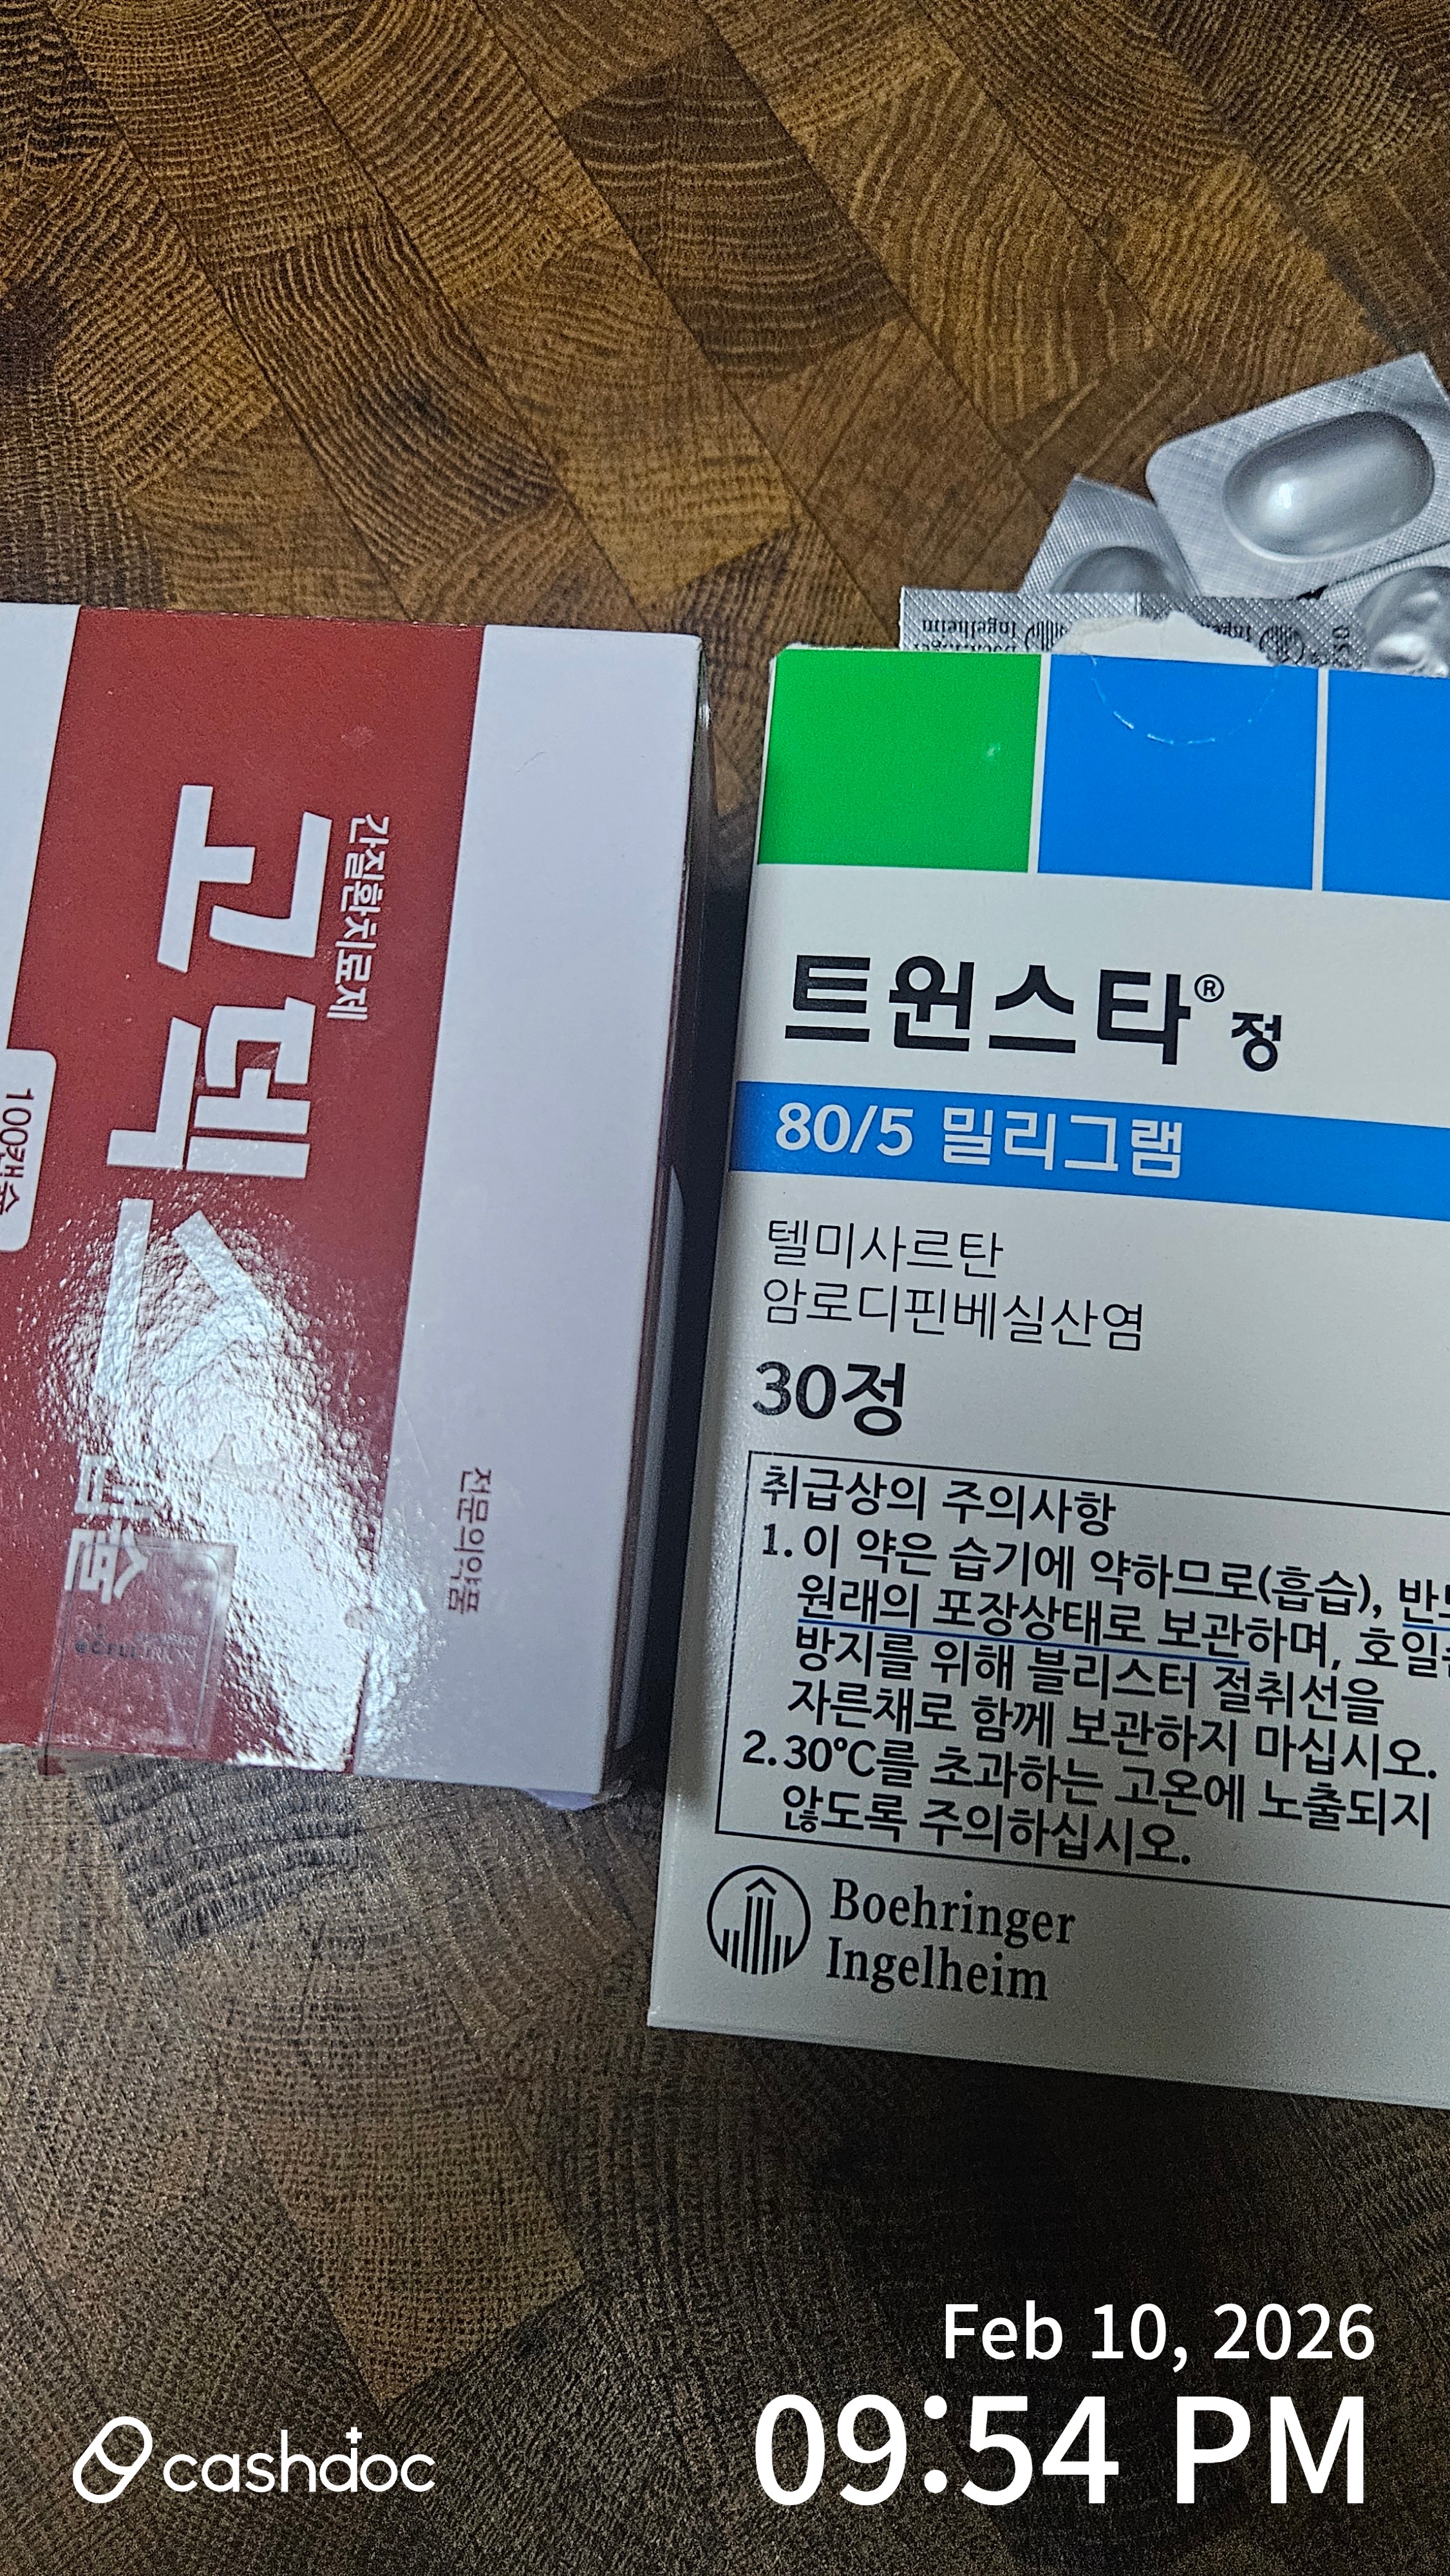 간질환치료제
고덱스
캡슐
100캡슐
전문의약품
트윈스타® 정
80/5 밀리그램
텔미사르탄
암로디핀베실산염
30정
취급상의 주의사항
1. 이 약은 습기에 약하므로(흡습),
원래의 포장상태로 보관하며,
방지를 위해 블리스터 절취선을
자른채로 함께 보관하지 마십시오.
2. 30℃를 초과하는 고온에 노출되지
않도록 주의하십시오.
Boehringer
Ingelheim
Feb 10, 2026
09:54 PM
cashdoc